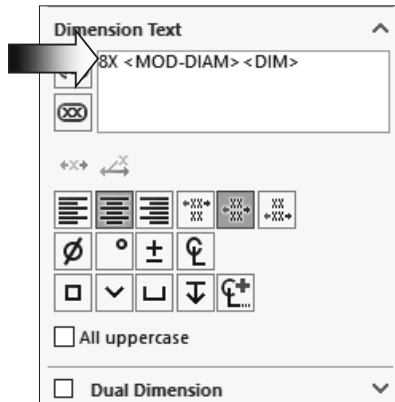 Dimension Text
8X <MOD-DIAM><DIM>
All uppercase
Dual Dimension